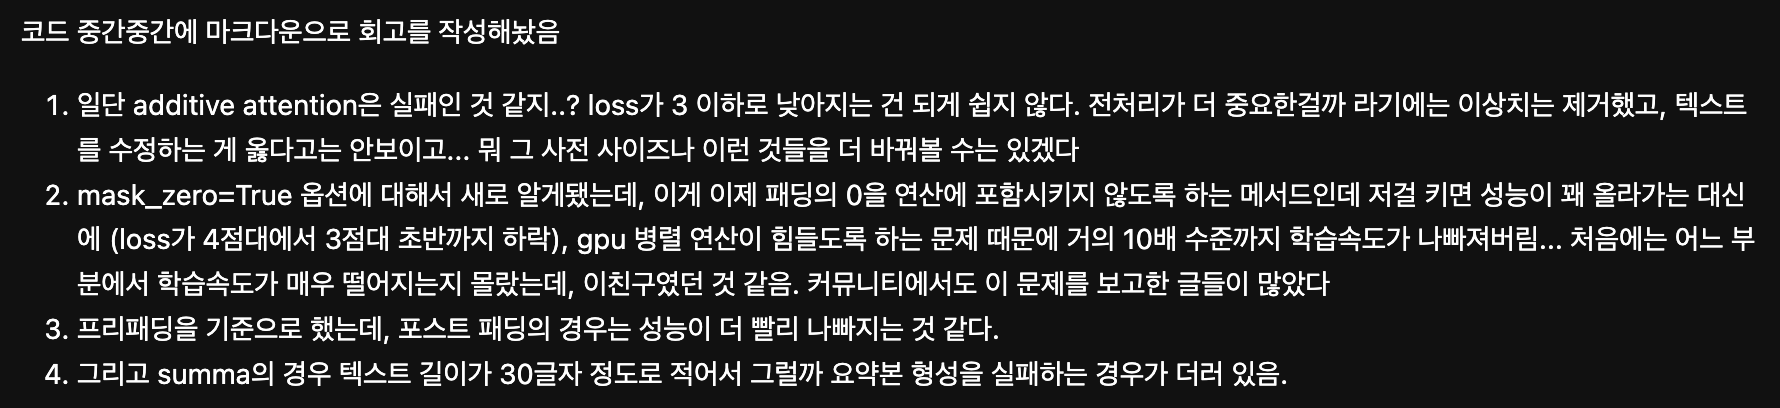 코드 중간중간에 마크다운으로 회고를 작성해놨음
1. 일단 additive attention은 실패인 것 같지..? loss가 3 이하로 낮아지는 건 되게 쉽지 않다. 전처리가 더 중요한걸까 라기에는 이상치는 제거했고, 텍스트
를 수정하는 게 옳다고는 안보이고... 뭐 그 사전 사이즈나 이런 것들을 더 바꿔볼 수는 있겠다
2. mask_zero=True 옵션에 대해서 새로 알게됐는데, 이게 이제 패딩의 0을 연산에 포함시키지 않도록 하는 메서드인데 저걸 키면 성능이 꽤 올라가는 대신
에 (loss가 4점대에서 3점대 초반까지 하락), gpu 병렬 연산이 힘들도록 하는 문제 때문에 거의 10배 수준까지 학습속도가 나빠져버림... 처음에는 어느 부
분에서 학습속도가 매우 떨어지는지 몰랐는데, 이친구였던 것 같음. 커뮤니티에서도 이 문제를 보고한 글들이 많았다
3. 프리패딩을 기준으로 했는데, 포스트 패딩의 경우는 성능이 더 빨리 나빠지는 것 같다.
4. 그리고 summa의 경우 텍스트 길이가 30글자 정도로 적어서 그럴까 요약본 형성을 실패하는 경우가 더러 있음.